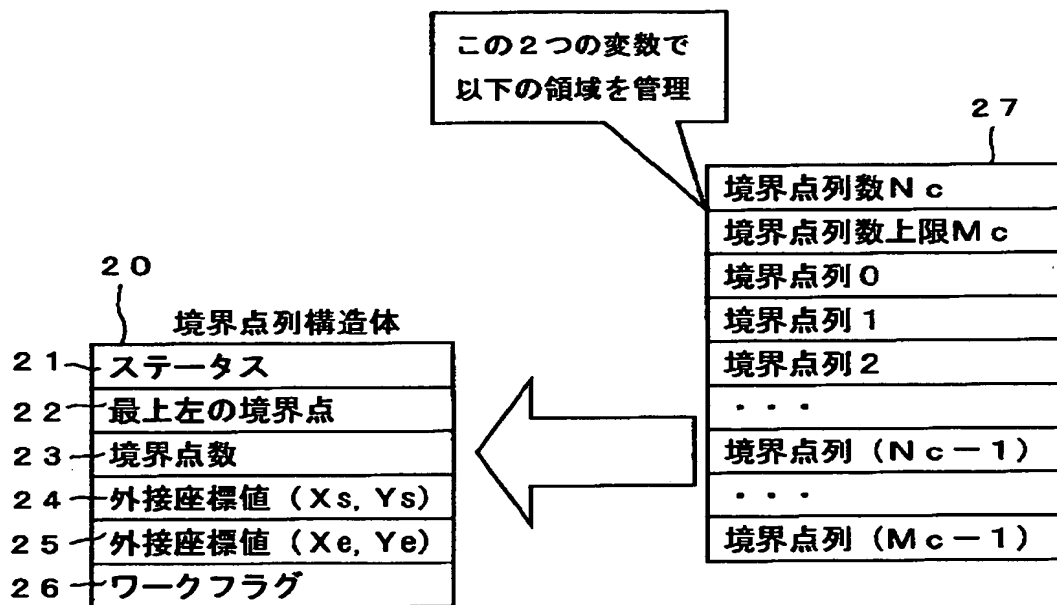 この２つの変数で
以下の領域を管理
２７
境界点列数Ｎｃ
境界点列数上限Ｍｃ
境界点列０
境界点列１
境界点列２
・・・
境界点列（Ｎｃ－１）
・・・
境界点列（Ｍｃ－１）
２０
境界点列構造体
２１ ステータス
２２ 最上左の境界点
２３ 境界点数
２４ 外接座標値（Ｘｓ，Ｙｓ）
２５ 外接座標値（Ｘｅ，Ｙｅ）
２６ ワークフラグ